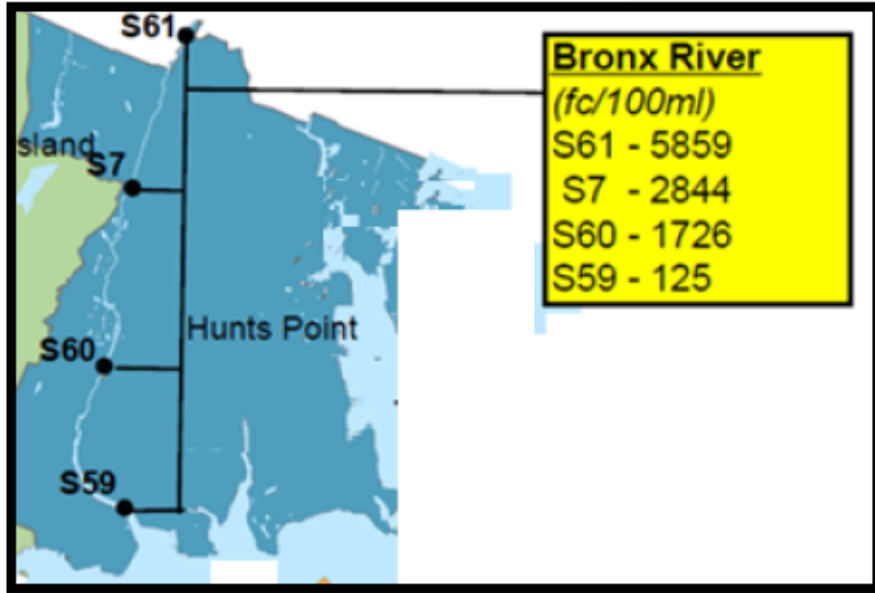 S61
Bronx River
(fc/100ml)
S61 - 5859
S7 - 2844
S60 - 1726
S59 - 125
sland
S7
Hunts Point
S60
S59